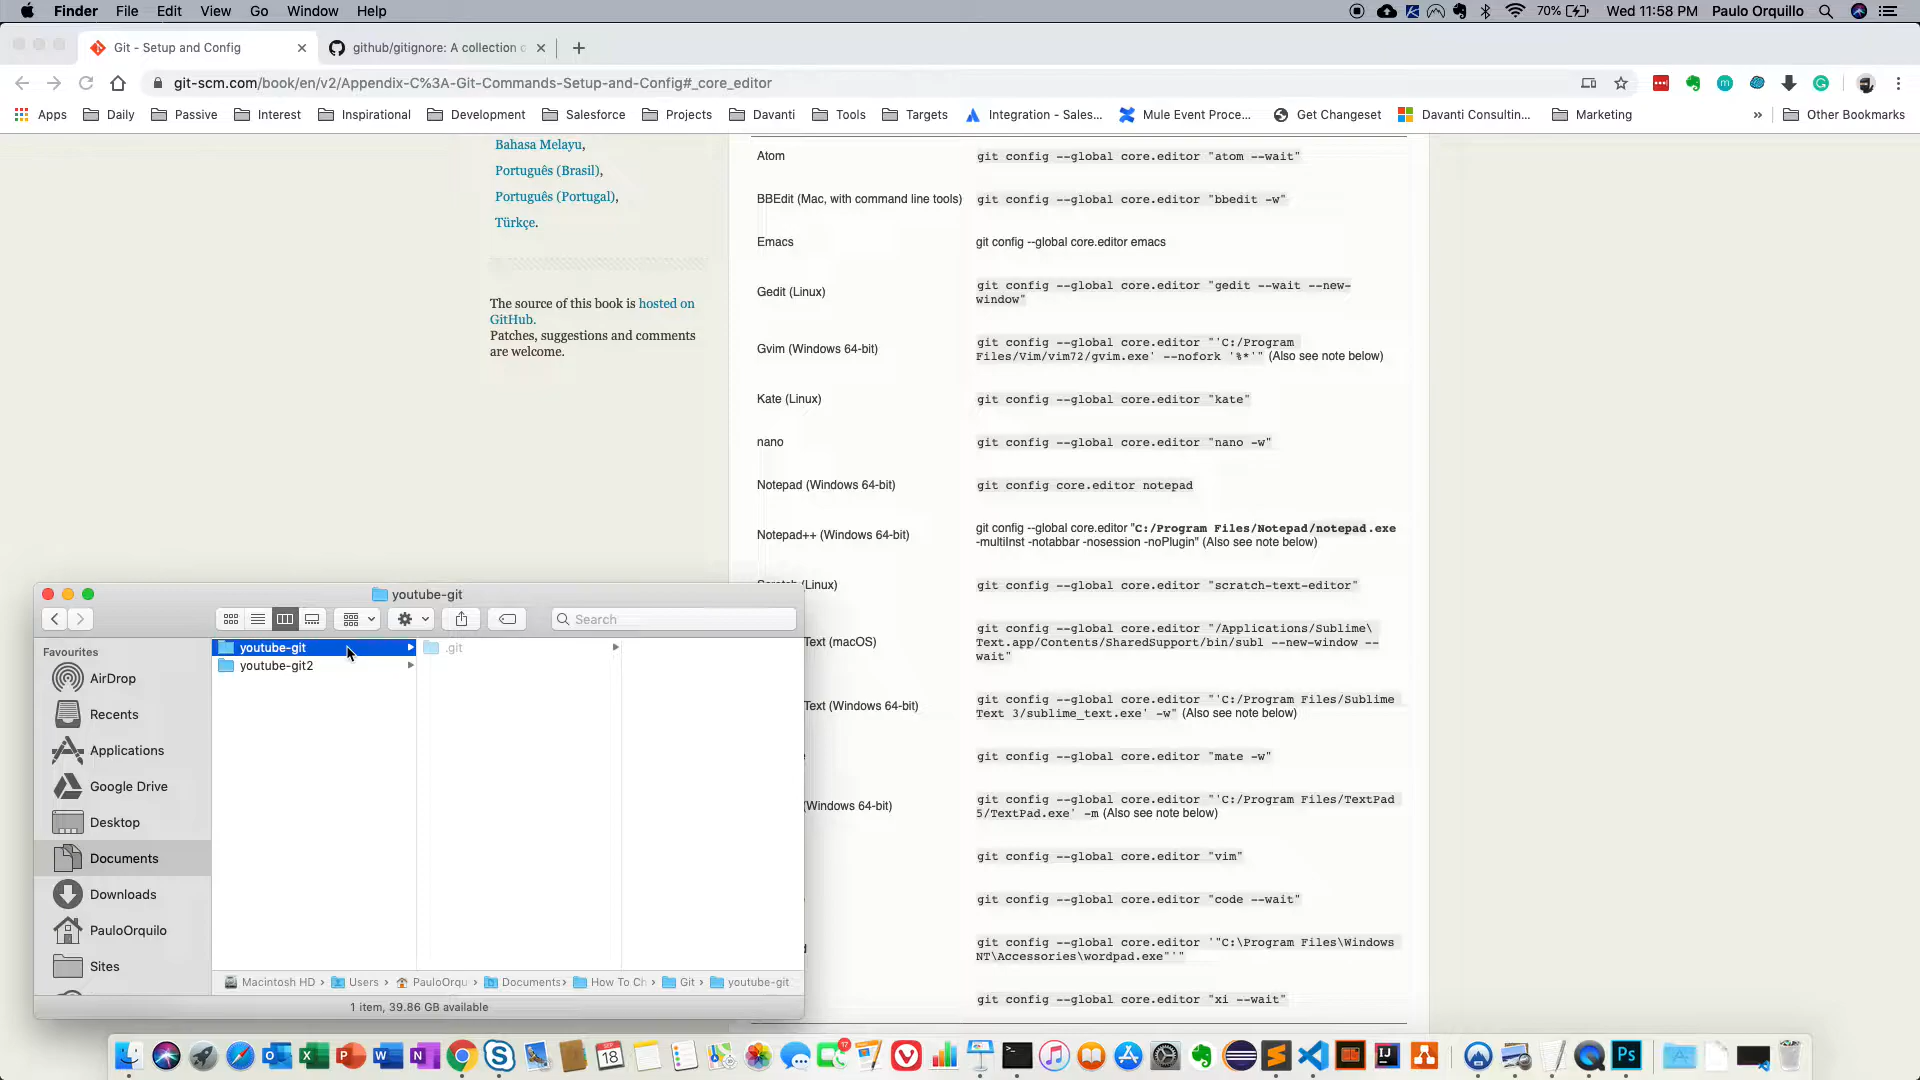 Finder File Edit View Go Window Help
70% Wed 11:58 PM Paulo Orquillo
Git - Setup and Config
github/gitignore: A collection
git-scm.com/book/en/v2/Appendix-C%3A-Git-Commands-Setup-and-Config#_core_editor
Apps Daily Passive Interest Inspirational Development Salesforce Projects Davanti Tools Targets Integration - Sales... Mule Event Proce... Get Changeset Davanti Consultin... Marketing » Other Bookmarks
Bahasa Melayu,
Português (Brasil),
Português (Portugal),
Türkçe.
The source of this book is hosted on
GitHub.
Patches, suggestions and comments
are welcome.
Atom git config --global core.editor "atom --wait"
BBEdit (Mac, with command line tools) git config --global core.editor "bbedit -w"
Emacs git config --global core.editor emacs
Gedit (Linux) git config --global core.editor "gedit --wait --new-
window"
Gvim (Windows 64-bit) git config --global core.editor "'C:/Program
Files/Vim/vim72/gvim.exe' --nofork '%*'" (Also see note below)
Kate (Linux) git config --global core.editor "kate"
nano git config --global core.editor "nano -w"
Notepad (Windows 64-bit) git config core.editor notepad
Notepad++ (Windows 64-bit) git config --global core.editor "C:/Program Files/Notepad/notepad.exe
-multiInst -notabbar -nosession -noPlugin" (Also see note below)
(Linux) git config --global core.editor "scratch-text-editor"
Text (macOS) git config --global core.editor "/Applications/Sublime\
Text.app/Contents/SharedSupport/bin/subl --new-window --
wait"
Text (Windows 64-bit) git config --global core.editor "'C:/Program Files/Sublime
Text 3/sublime_text.exe' -w" (Also see note below)
git config --global core.editor "mate -w"
(Windows 64-bit) git config --global core.editor "'C:/Program Files/TextPad
5/TextPad.exe' -m (Also see note below)
git config --global core.editor "vim"
git config --global core.editor "code --wait"
git config --global core.editor '"C:\Program Files\Windows
NT\Accessories\wordpad.exe"'"
git config --global core.editor "xi --wait"
youtube-git
Search
Favourites
AirDrop
Recents
Applications
Google Drive
Desktop
Documents
Downloads
PauloOrquilo
Sites
youtube-git
youtube-git2
.git
Macintosh HD › Users › PauloOrqu › Documents › How To Ch › Git › youtube-git
1 item, 39.86 GB available
SEP
18
17
Ps